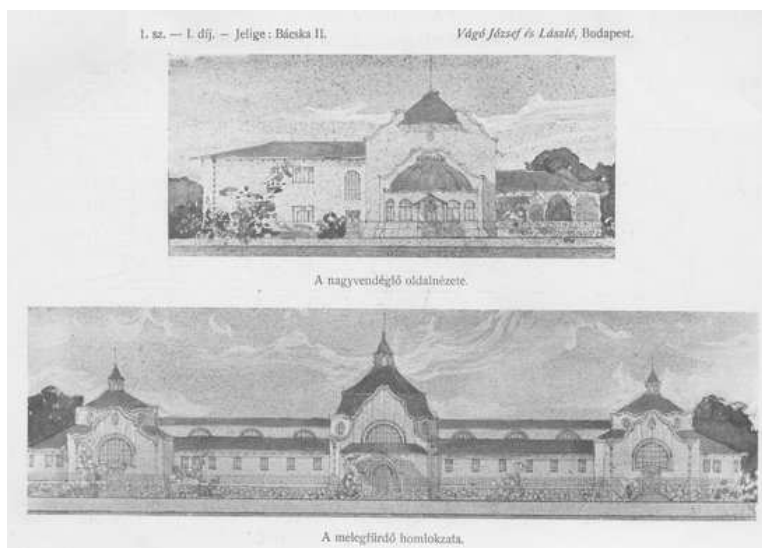 1. sz. — I. díj. – Jelige : Bácska II.
Vágó József és László, Budapest.
A nagyvendéglő oldalnézete.
A melegfürdő homlokzata.